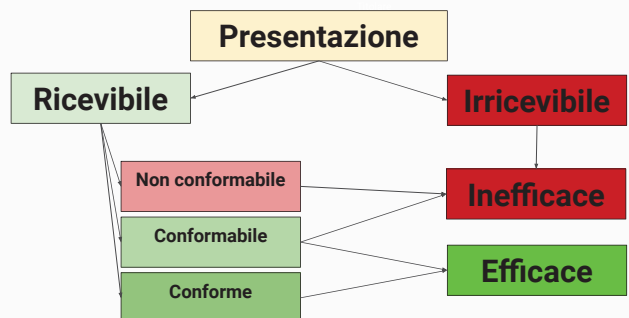 Presentazione
Ricevibile
Irricevibile
Non conformabile
Inefficace
Conformabile
Efficace
Conforme